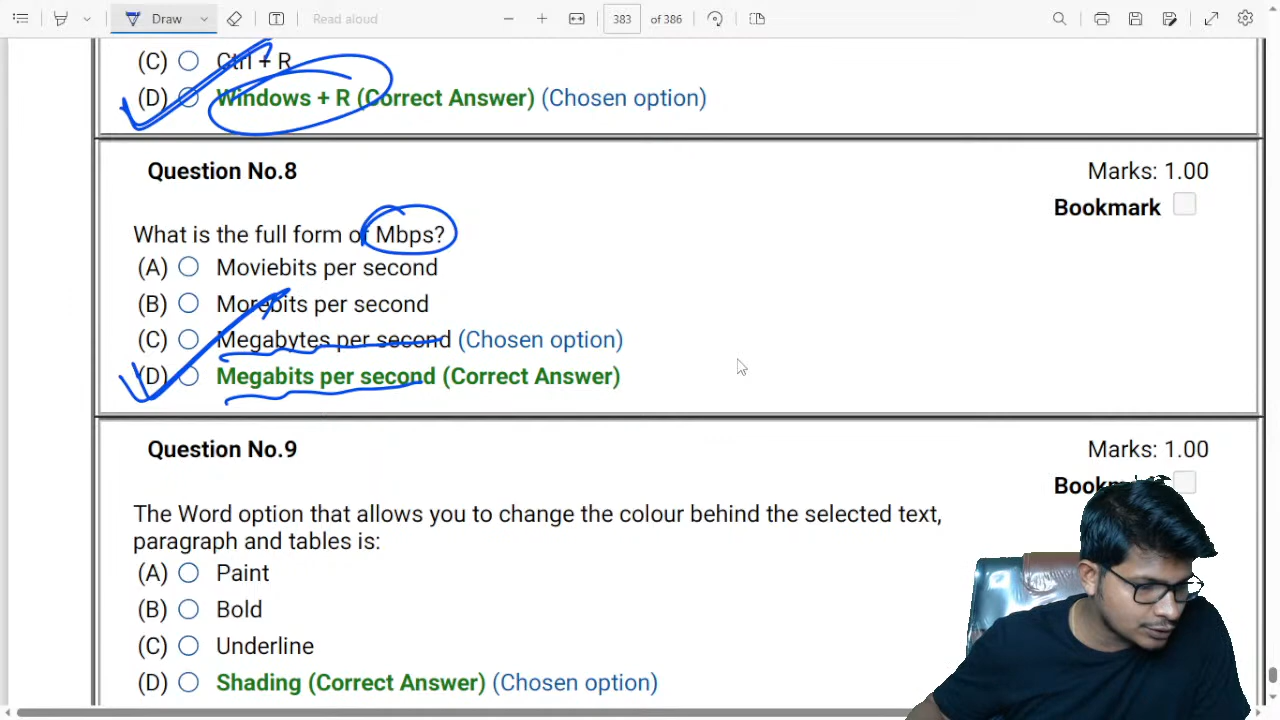 Draw
Read aloud
383 of 386
(C) Ctrl + R
(D) Windows + R (Correct Answer) (Chosen option)
Question No.8
Marks: 1.00
Bookmark
What is the full form of Mbps?
(A) Moviebits per second
(B) Morebits per second
(C) Megabytes per second (Chosen option)
(D) Megabits per second (Correct Answer)
Question No.9
Marks: 1.00
The Word option that allows you to change the colour behind the selected text,
paragraph and tables is:
(A) Paint
(B) Bold
(C) Underline
(D) Shading (Correct Answer) (Chosen option)